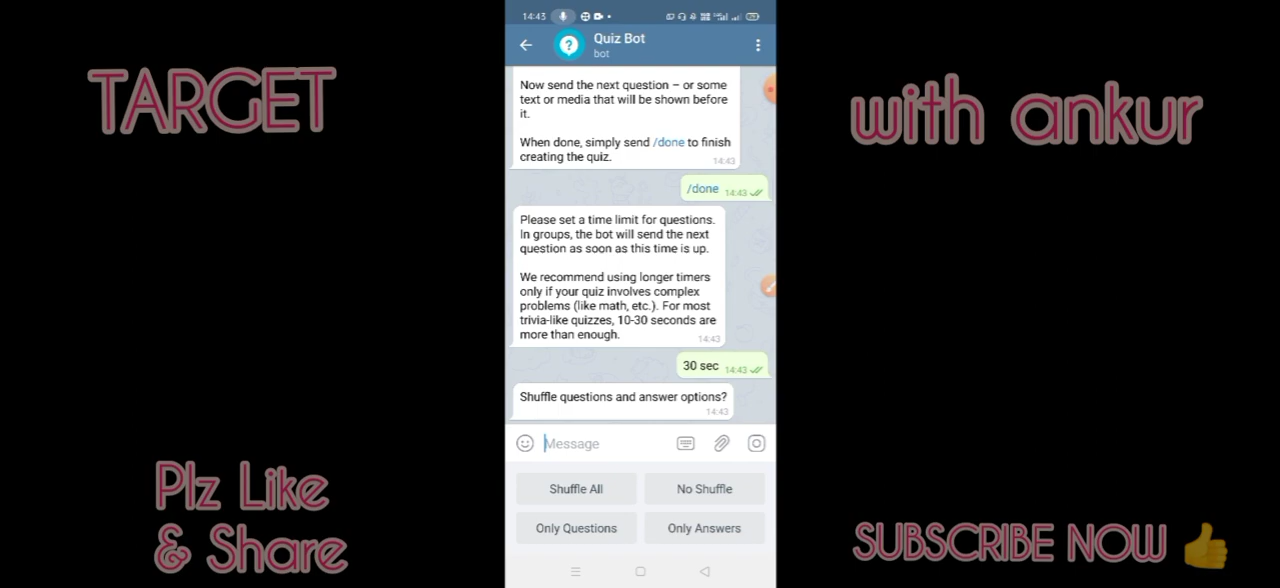 TARGET
with ankur
14:43
Quiz Bot
bot
Now send the next question – or some
text or media that will be shown before
it.
When done, simply send /done to finish
creating the quiz.
14:43
/done 14:43
Please set a time limit for questions.
In groups, the bot will send the next
question as soon as this time is up.
We recommend using longer timers
only if your quiz involves complex
problems (like math, etc.). For most
trivia-like quizzes, 10-30 seconds are
more than enough.
14:43
30 sec 14:43
Shuffle questions and answer options?
14:43
Message
Shuffle All
No Shuffle
Only Questions
Only Answers
Plz Like
& Share
SUBSCRIBE NOW